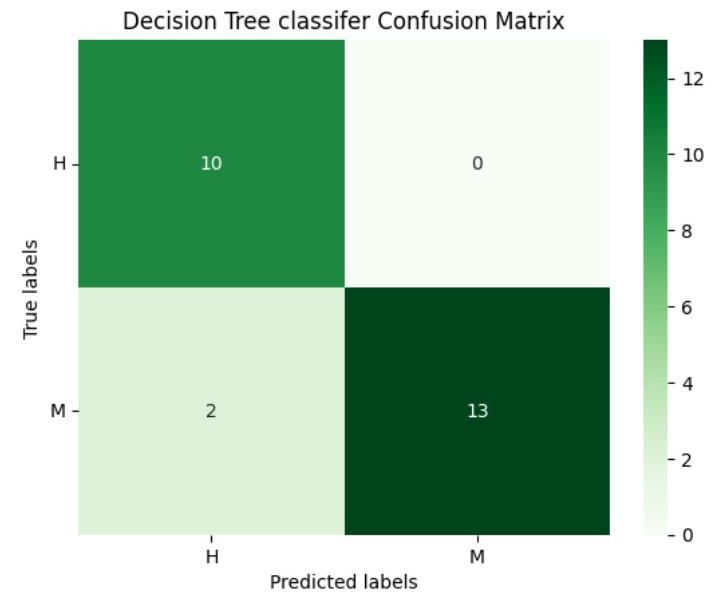 Decision Tree classifer Confusion Matrix
True labels
H
10
0
M
2
13
H
M
Predicted labels
12
10
8
6
4
2
0